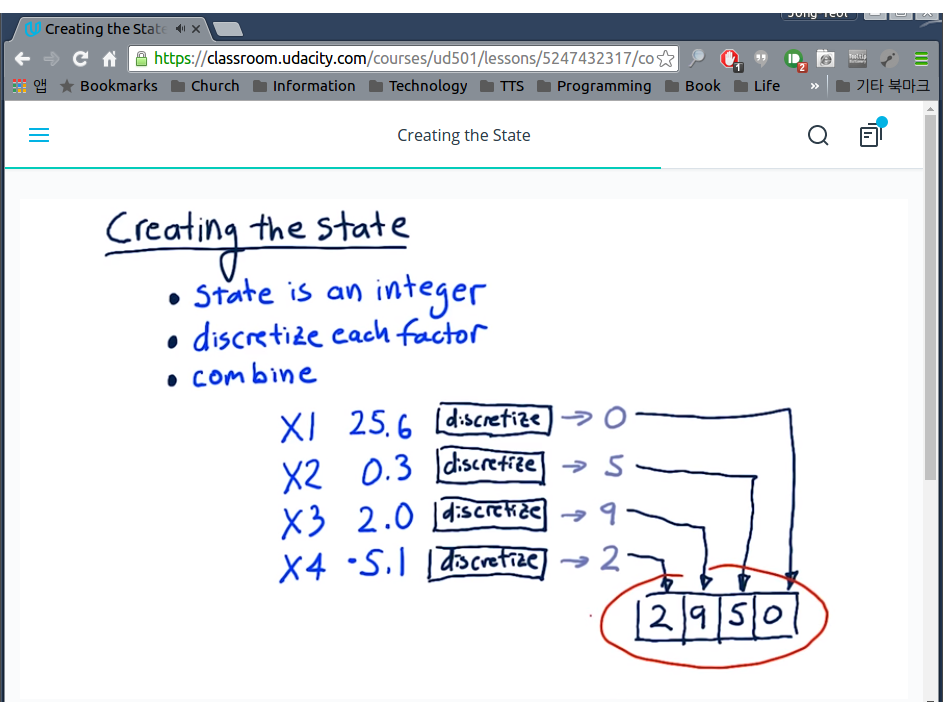 Jong Yeol
Creating the State
https://classroom.udacity.com/courses/ud501/lessons/5247432317/co
1
2
앱 Bookmarks Church Information Technology TTS Programming Book Life » 기타 북마크
Creating the State
Creating the state
• state is an integer
• discretize each factor
• combine
X1 25.6 discretize → 0
X2 0.3 discretize → 5
X3 2.0 discretize → 9
X4 -5.1 discretize → 2
2 9 5 0